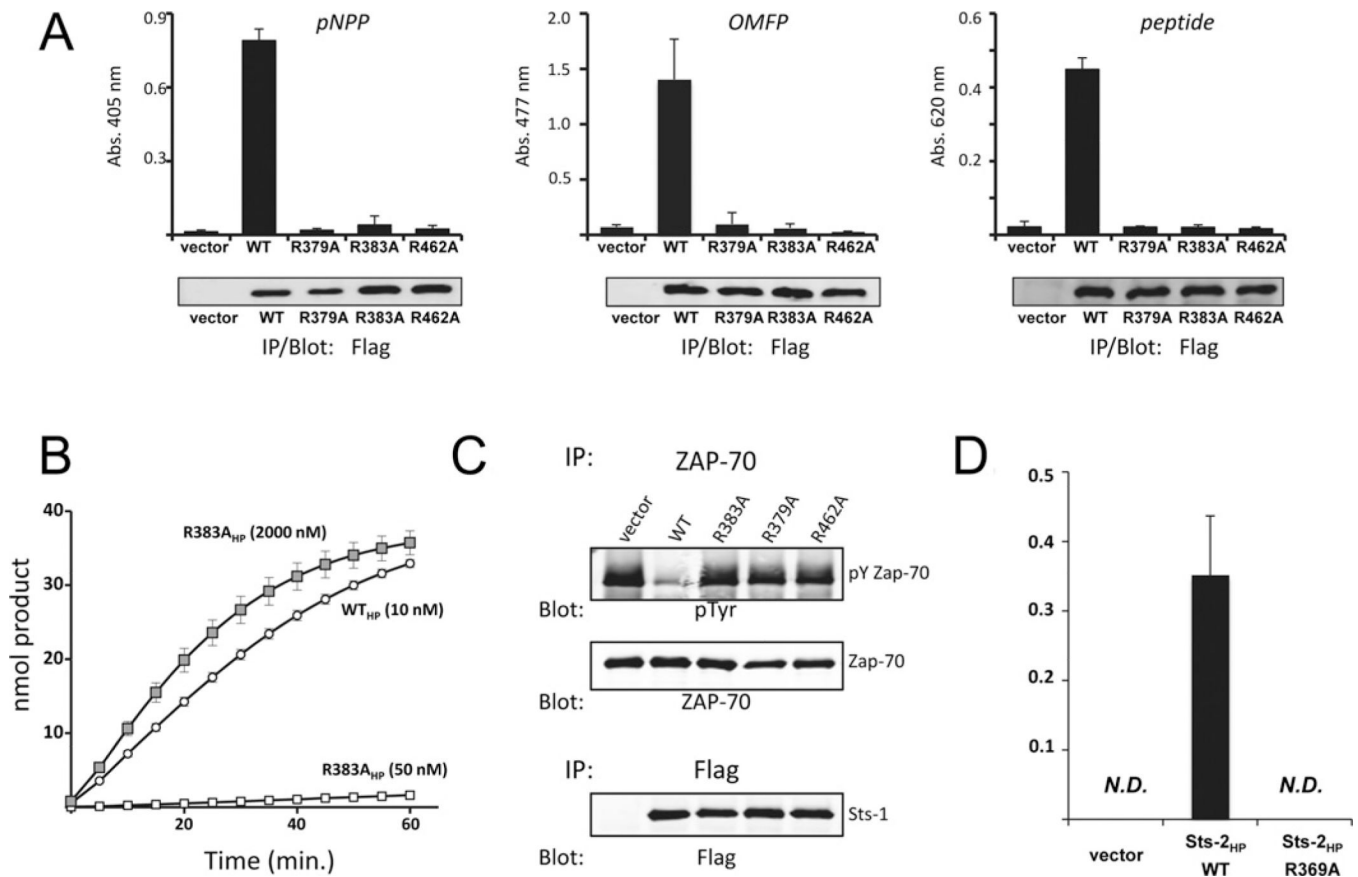 A
pNPP
Abs. 405 nm
0.9
0.6
0.3
vector WT R379A R383A R462A
vector WT R379A R383A R462A
IP/Blot: Flag
OMFP
Abs. 477 nm
2.0
1.5
1.0
0.5
0
vector WT R379A R383A R462A
vector WT R379A R383A R462A
IP/Blot: Flag
peptide
Abs. 620 nm
0.6
0.4
0.2
0
vector WT R379A R383A R462A
vector WT R379A R383A R462A
IP/Blot: Flag
B
nmol product
40
30
20
10
R383AHP (2000 nM)
WTHP (10 nM)
R383AHP (50 nM)
20 40 60
Time (min.)
C
IP: ZAP-70
vector WT R383A R379A R462A
pY Zap-70
Blot: pTyr
Zap-70
Blot: ZAP-70
IP: Flag
Sts-1
Blot: Flag
D
0.5
0.4
0.3
0.2
0.1
N.D. N.D.
vector Sts-2HP WT Sts-2HP R369A